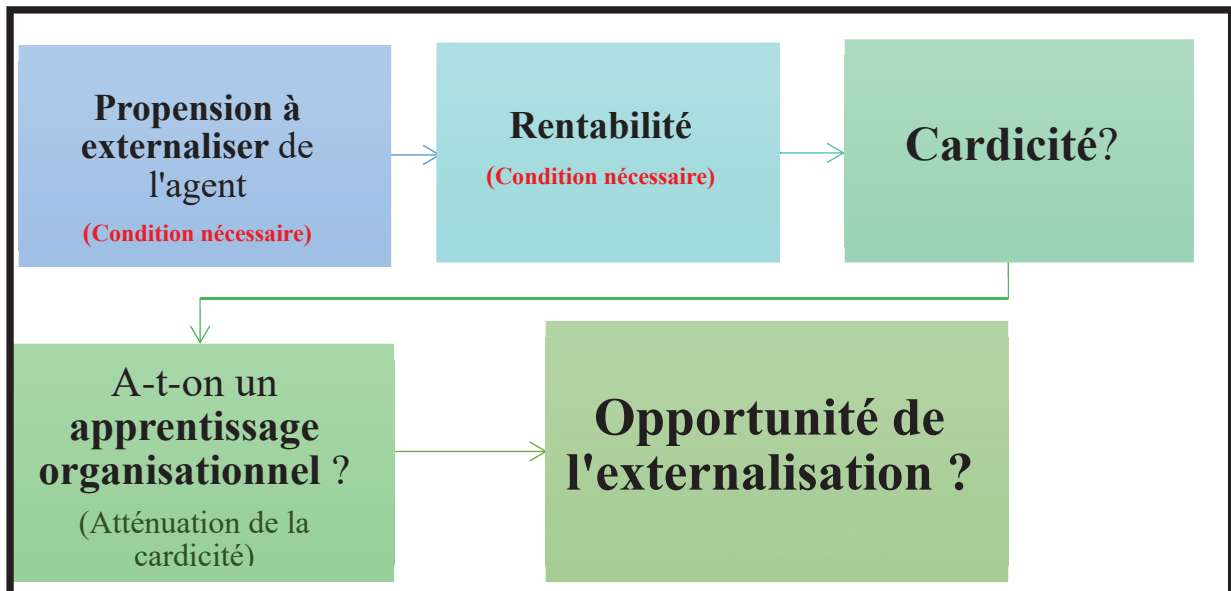 Propension à
externaliser de
l'agent
(Condition nécessaire)
Rentabilité
(Condition nécessaire)
Cardicité?
A-t-on un
apprentissage
organisationnel ?
(Atténuation de la
cardicité)
Opportunité de
l'externalisation ?